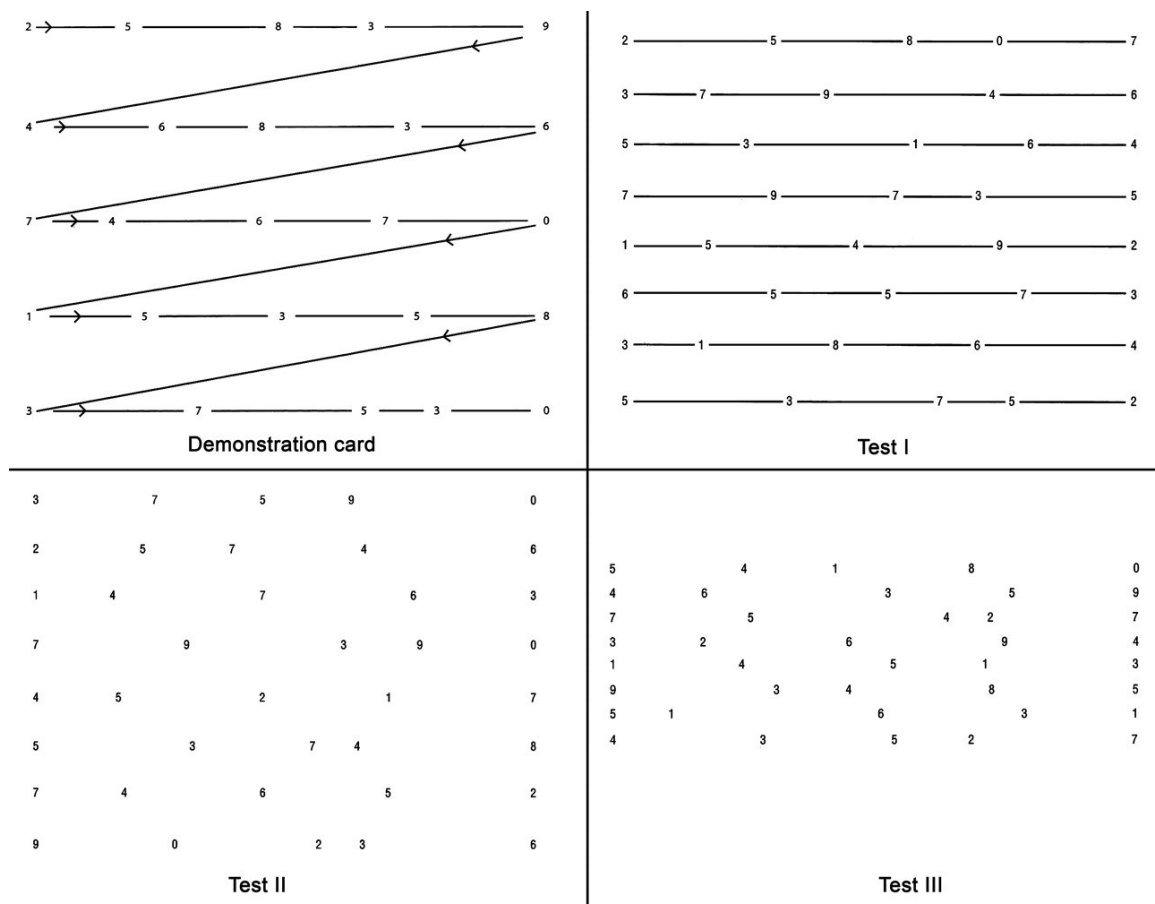 2 5 8 3 9
4 6 8 3 6
7 4 6 7 0
1 5 3 5 8
3 7 5 3 0
Demonstration card
2 5 8 0 7
3 7 9 4 6
5 3 1 6 4
7 9 7 3 5
1 5 4 9 2
6 5 5 7 3
3 1 8 6 4
5 3 7 5 2
Test I
3 7 5 9 0
2 5 7 4 6
1 4 7 6 3
7 9 3 9 0
4 5 2 1 7
5 3 7 4 8
7 4 6 5 2
9 0 2 3 6
Test II
5 4 1 8 0
4 6 3 5 9
7 5 4 2 7
3 2 6 9 4
1 4 5 1 3
9 3 4 8 5
5 1 6 3 1
4 3 5 2 7
Test III